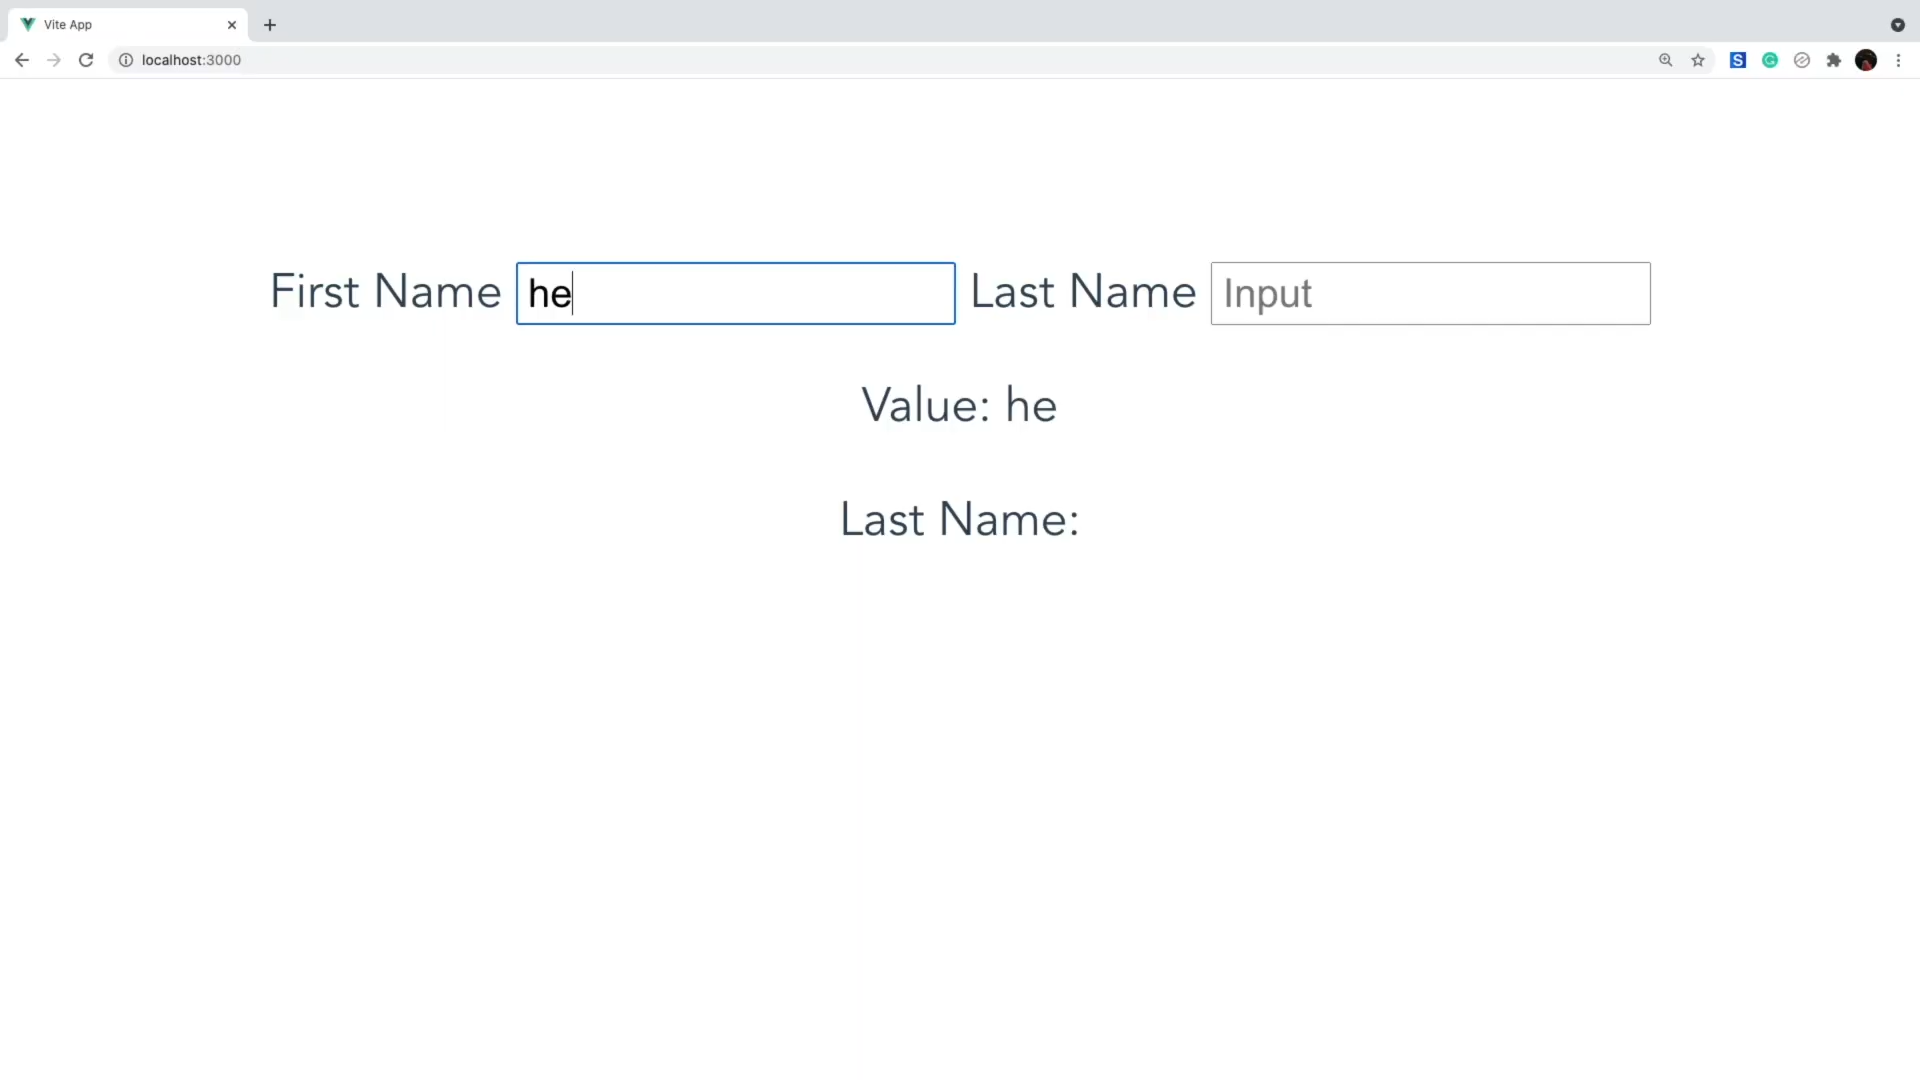 Vite App
localhost:3000
First Name he Last Name Input
Value: he
Last Name: